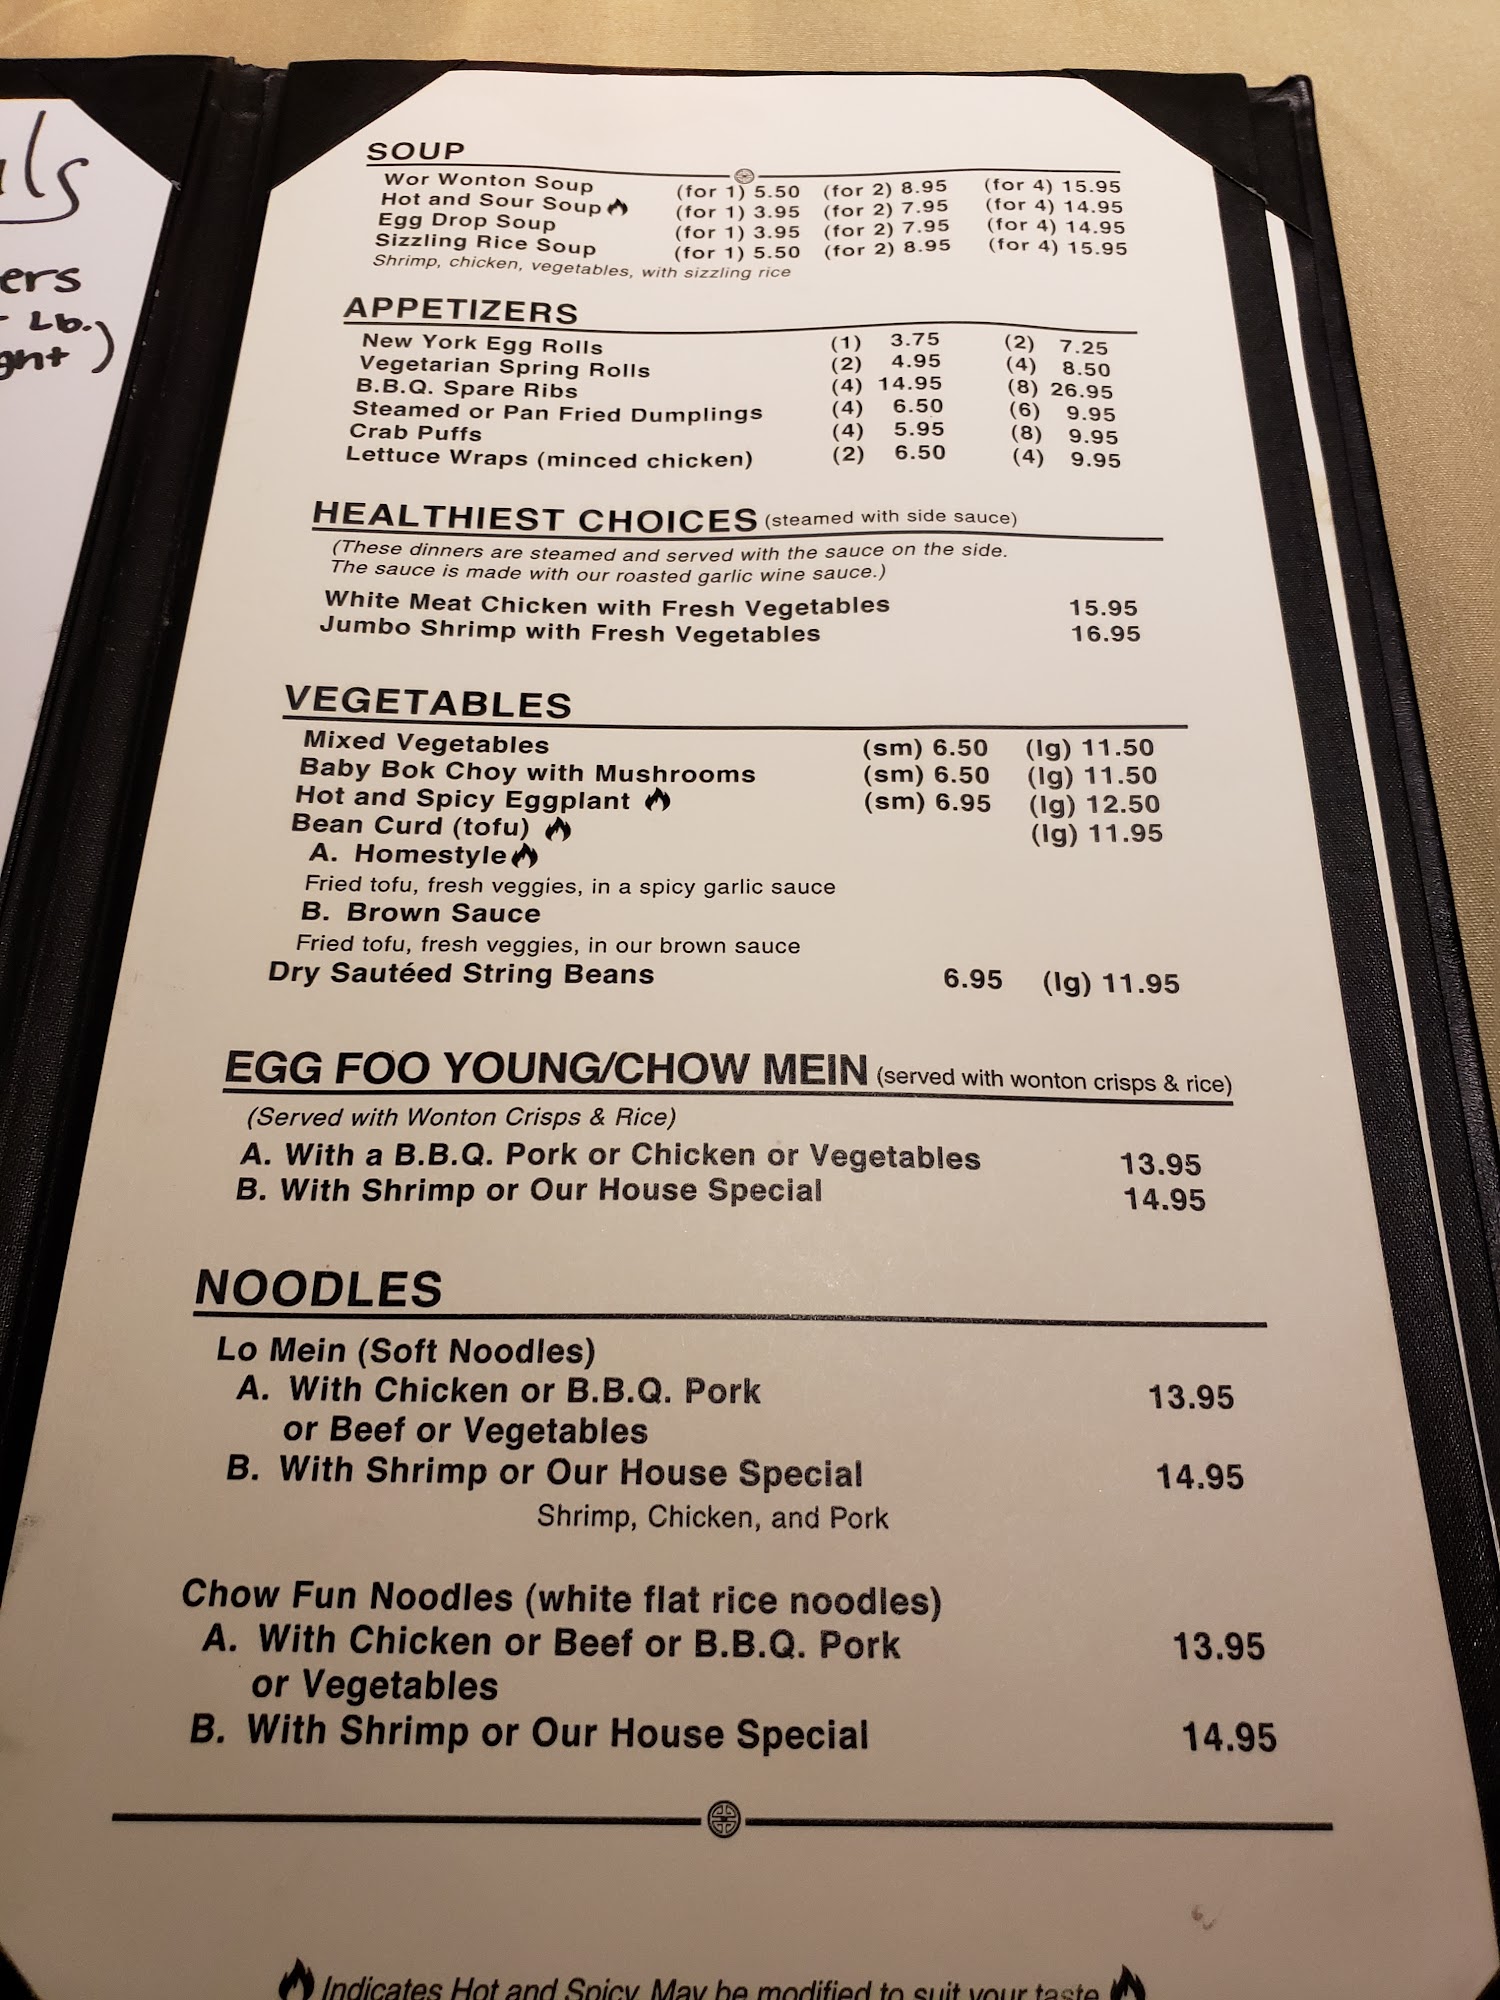 ls
ers
Lb.)
ght)
SOUP
Wor Wonton Soup (for 1) 5.50 (for 2) 8.95 (for 4) 15.95
Hot and Sour Soup (for 1) 3.95 (for 2) 7.95 (for 4) 14.95
Egg Drop Soup (for 1) 3.95 (for 2) 7.95 (for 4) 14.95
Sizzling Rice Soup (for 1) 5.50 (for 2) 8.95 (for 4) 15.95
Shrimp, chicken, vegetables, with sizzling rice
APPETIZERS
New York Egg Rolls (1) 3.75 (2) 7.25
Vegetarian Spring Rolls (2) 4.95 (4) 8.50
B.B.Q. Spare Ribs (4) 14.95 (8) 26.95
Steamed or Pan Fried Dumplings (4) 6.50 (6) 9.95
Crab Puffs (4) 5.95 (8) 9.95
Lettuce Wraps (minced chicken) (2) 6.50 (4) 9.95
HEALTHIEST CHOICES (steamed with side sauce)
(These dinners are steamed and served with the sauce on the side.
The sauce is made with our roasted garlic wine sauce.)
White Meat Chicken with Fresh Vegetables 15.95
Jumbo Shrimp with Fresh Vegetables 16.95
VEGETABLES
Mixed Vegetables (sm) 6.50 (lg) 11.50
Baby Bok Choy with Mushrooms (sm) 6.50 (lg) 11.50
Hot and Spicy Eggplant (sm) 6.95 (lg) 12.50
Bean Curd (tofu) (lg) 11.95
A. Homestyle
Fried tofu, fresh veggies, in a spicy garlic sauce
B. Brown Sauce
Fried tofu, fresh veggies, in our brown sauce
Dry Sautéed String Beans 6.95 (lg) 11.95
EGG FOO YOUNG/CHOW MEIN (served with wonton crisps & rice)
(Served with Wonton Crisps & Rice)
A. With a B.B.Q. Pork or Chicken or Vegetables 13.95
B. With Shrimp or Our House Special 14.95
NOODLES
Lo Mein (Soft Noodles)
A. With Chicken or B.B.Q. Pork 13.95
or Beef or Vegetables
B. With Shrimp or Our House Special 14.95
Shrimp, Chicken, and Pork
Chow Fun Noodles (white flat rice noodles)
A. With Chicken or Beef or B.B.Q. Pork 13.95
or Vegetables
B. With Shrimp or Our House Special 14.95
Indicates Hot and Spicy. May be modified to suit your taste